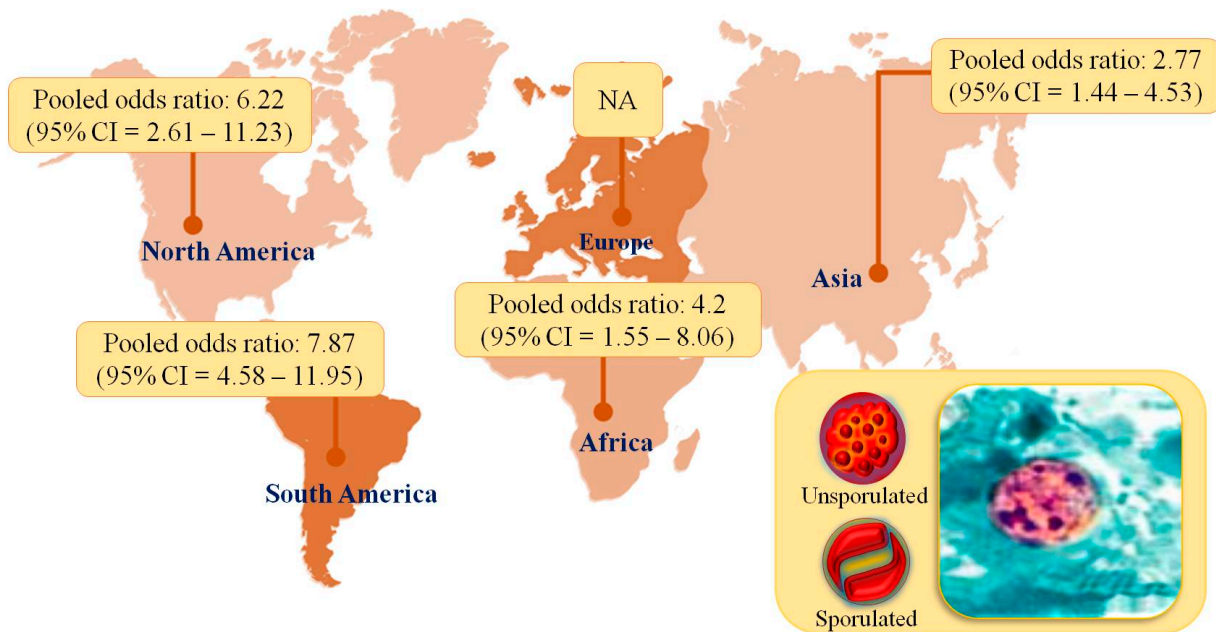 Pooled odds ratio: 6.22
(95% CI = 2.61 – 11.23)
North America
NA
Europe
Pooled odds ratio: 2.77
(95% CI = 1.44 – 4.53)
Asia
Pooled odds ratio: 7.87
(95% CI = 4.58 – 11.95)
South America
Pooled odds ratio: 4.2
(95% CI = 1.55 – 8.06)
Africa
Unsporulated
Sporulated